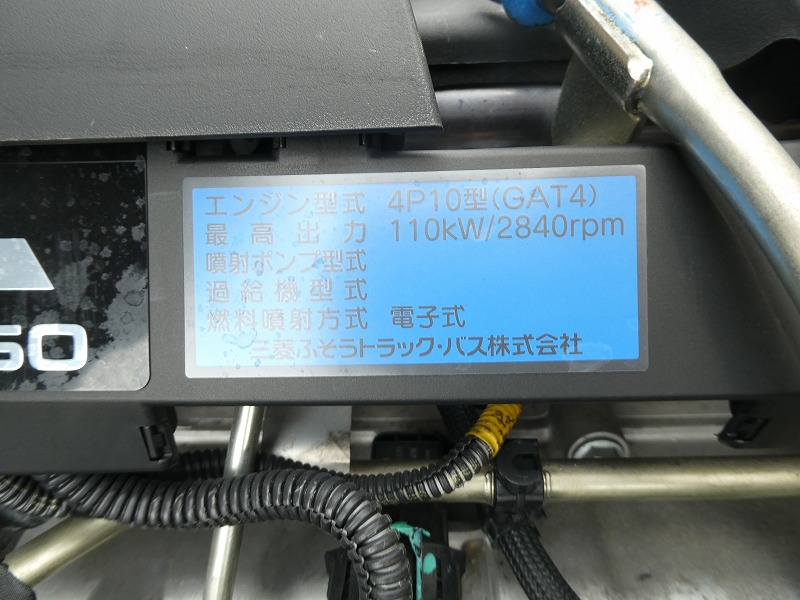 エンジン型式 4P10型(GAT4)
最高出力 110kW/2840rpm
噴射ポンプ型式
過給機型式
燃料噴射方式 電子式
三菱ふそうトラック・バス株式会社